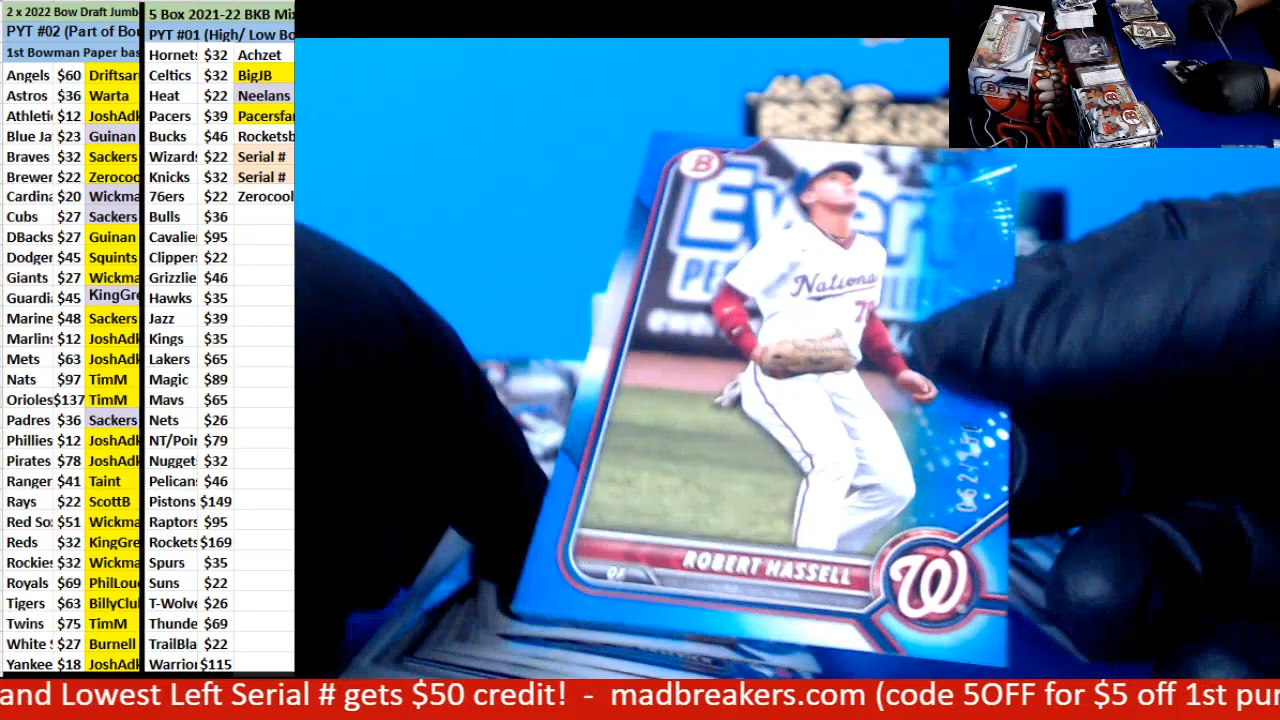 2 x 2022 Bow Draft Jumb
PYT #02 (Part of Bo
1st Bowman Paper bas
Angels $60 Driftsar
Astros $36 Warta
Athleti $12 JoshAdk
Blue Ja $23 Guinan
Braves $32 Sackers
Brewer $22 Zerocoo
Cardina $20 Wickma
Cubs $27 Sackers
DBacks $27 Guinan
Dodger $45 Squints
Giants $27 Wickma
Guardi $45 KingGre
Marine $48 Sackers
Marlins $12 JoshAdk
Mets $63 JoshAdk
Nats $97 TimM
Orioles $137 TimM
Padres $36 Sackers
Phillies $12 JoshAdk
Pirates $78 JoshAdk
Ranger $41 Taint
Rays $22 ScottB
Red So $51 Wickma
Reds $32 KingGre
Rockie $32 Wickma
Royals $69 PhilLou
Tigers $63 BillyClu
Twins $75 TimM
White $27 Burnell
Yankee $18 JoshAdk
5 Box 2021-22 BKB Mix
PYT #01 (High/ Low Bo
Hornets $32 Achzet
Celtics $32 BigJB
Heat $22 Neelans
Pacers $39 Pacersfa
Bucks $46 Rocketsb
Wizards $22 Serial #
Knicks $32 Serial #
76ers $22 Zerocool
Bulls $36
Cavalie $95
Clipper $22
Grizzlie $46
Hawks $35
Jazz $39
Kings $35
Lakers $65
Magic $89
Mavs $65
Nets $26
NT/Poir $79
Nugget $32
Pelican $46
Pistons $149
Raptors $95
Rockets $169
Spurs $35
Suns $22
T-Wolve $26
Thunde $69
TrailBla $22
Warrio $115
B
Nationa
ROBERT HASSELL
OF
W
and Lowest Left Serial # gets $50 credit! - madbreakers.com (code 5OFF for $5 off 1st pur